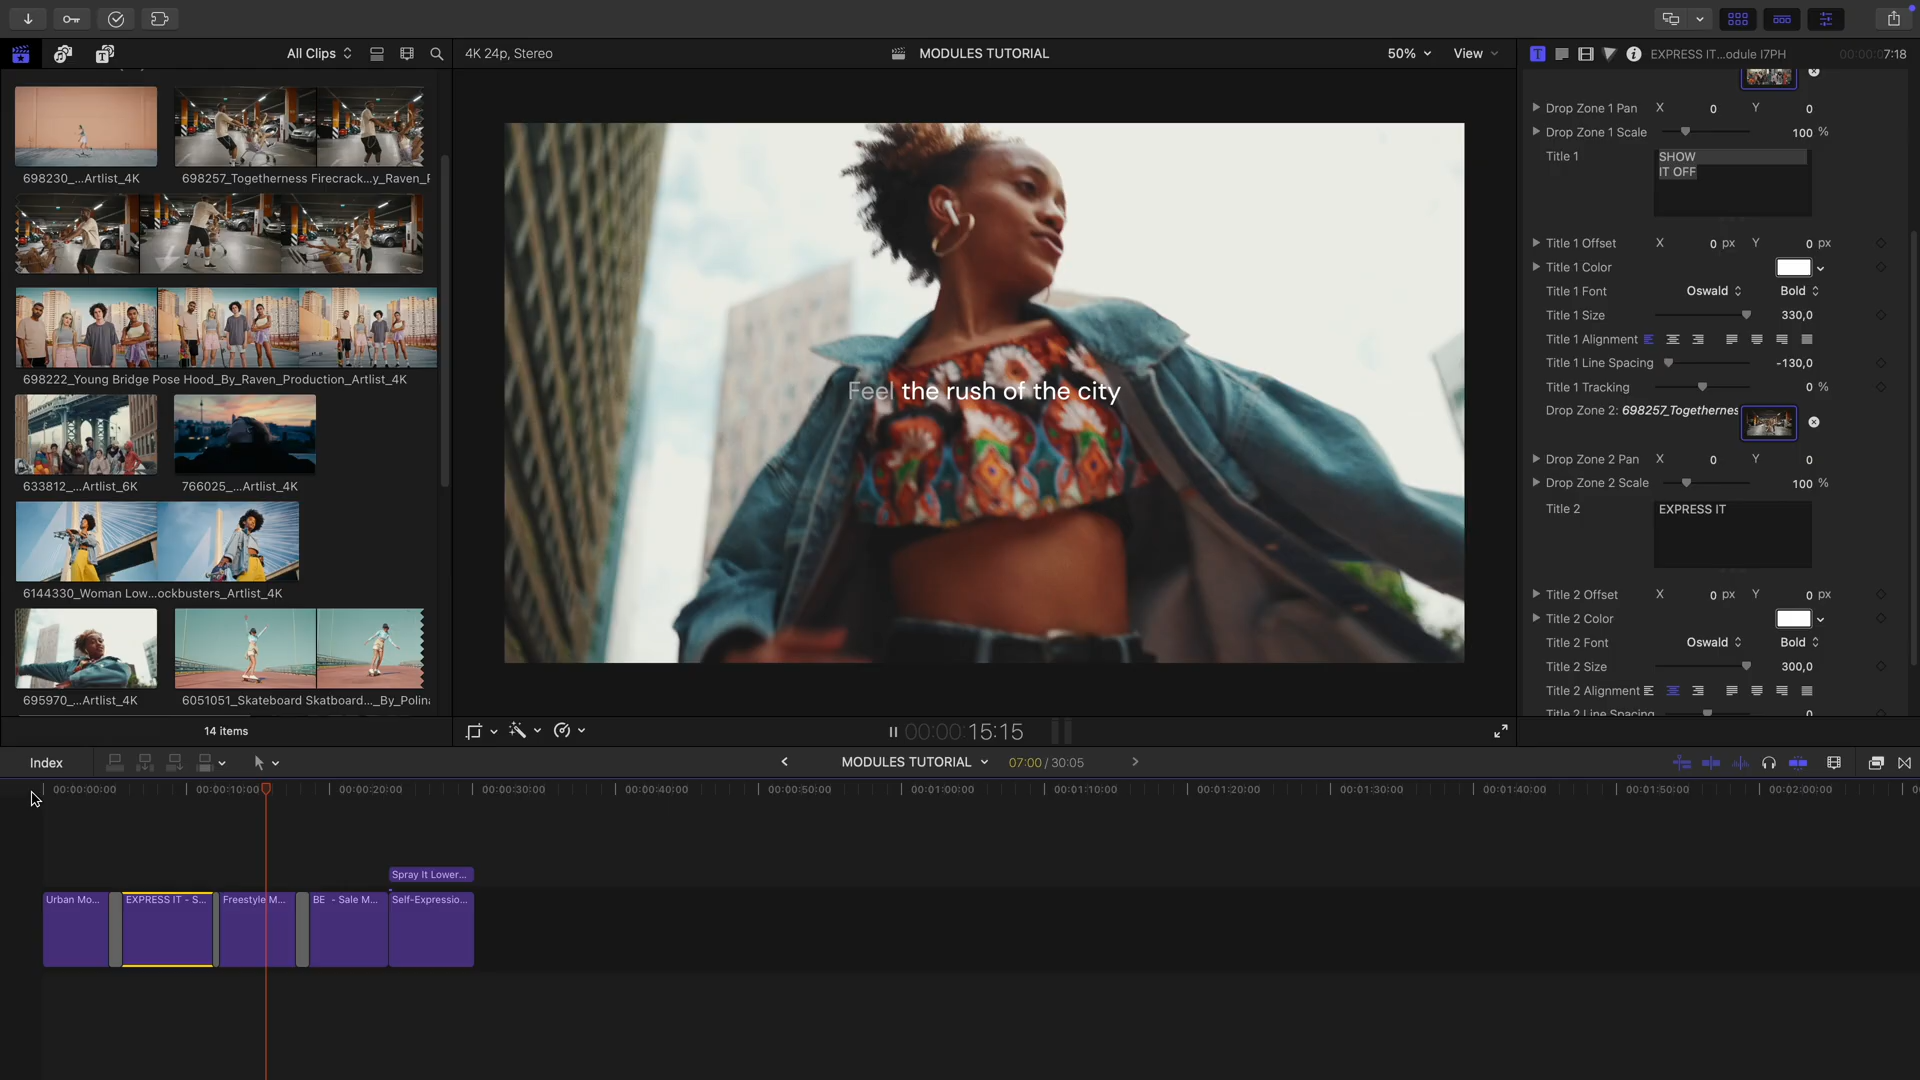 All Clips
4K 24p, Stereo
MODULES TUTORIAL
50%
View
EXPRESS IT...odule I7PH
00:00:07:18
698230_...Artlist_4K
698257_Togetherness Firecrack...y_Raven_
698222_Young Bridge Pose Hood_By_Raven_Production_Artlist_4K
633812_...Artlist_6K
766025_...Artlist_4K
6144330_Woman Low...ockbusters_Artlist_4K
695970_...Artlist_4K
6051051_Skateboard Skatboard..._By_Polina
14 items
Feel the rush of the city
00:00:15:15
Drop Zone 1 Pan X 0 Y 0
Drop Zone 1 Scale 100 %
Title 1 SHOW
IT OFF
Title 1 Offset X 0 px Y 0 px
Title 1 Color
Title 1 Font Oswald Bold
Title 1 Size 330,0
Title 1 Alignment
Title 1 Line Spacing -130,0
Title 1 Tracking 0 %
Drop Zone 2: 698257_Togethernes
Drop Zone 2 Pan X 0 Y 0
Drop Zone 2 Scale 100 %
Title 2 EXPRESS IT
Title 2 Offset X 0 px Y 0 px
Title 2 Color
Title 2 Font Oswald Bold
Title 2 Size 300,0
Title 2 Alignment
Title 2 Line Spacing 0
Index
MODULES TUTORIAL
07:00 / 30:05
00:00:00:00
00:00:10:00
00:00:20:00
00:00:30:00
00:00:40:00
00:00:50:00
00:01:00:00
00:01:10:00
00:01:20:00
00:01:30:00
00:01:40:00
00:01:50:00
00:02:00:00
Spray It Lower...
Urban Mo...
EXPRESS IT - S...
Freestyle M...
BE - Sale M...
Self-Expressio...